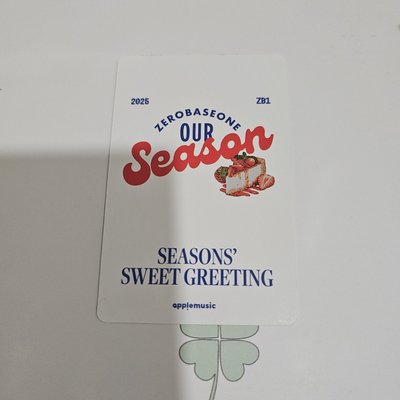 2025 ZB1
ZEROBASEONE
OUR
Season
SEASONS'
SWEET GREETING
applemusic